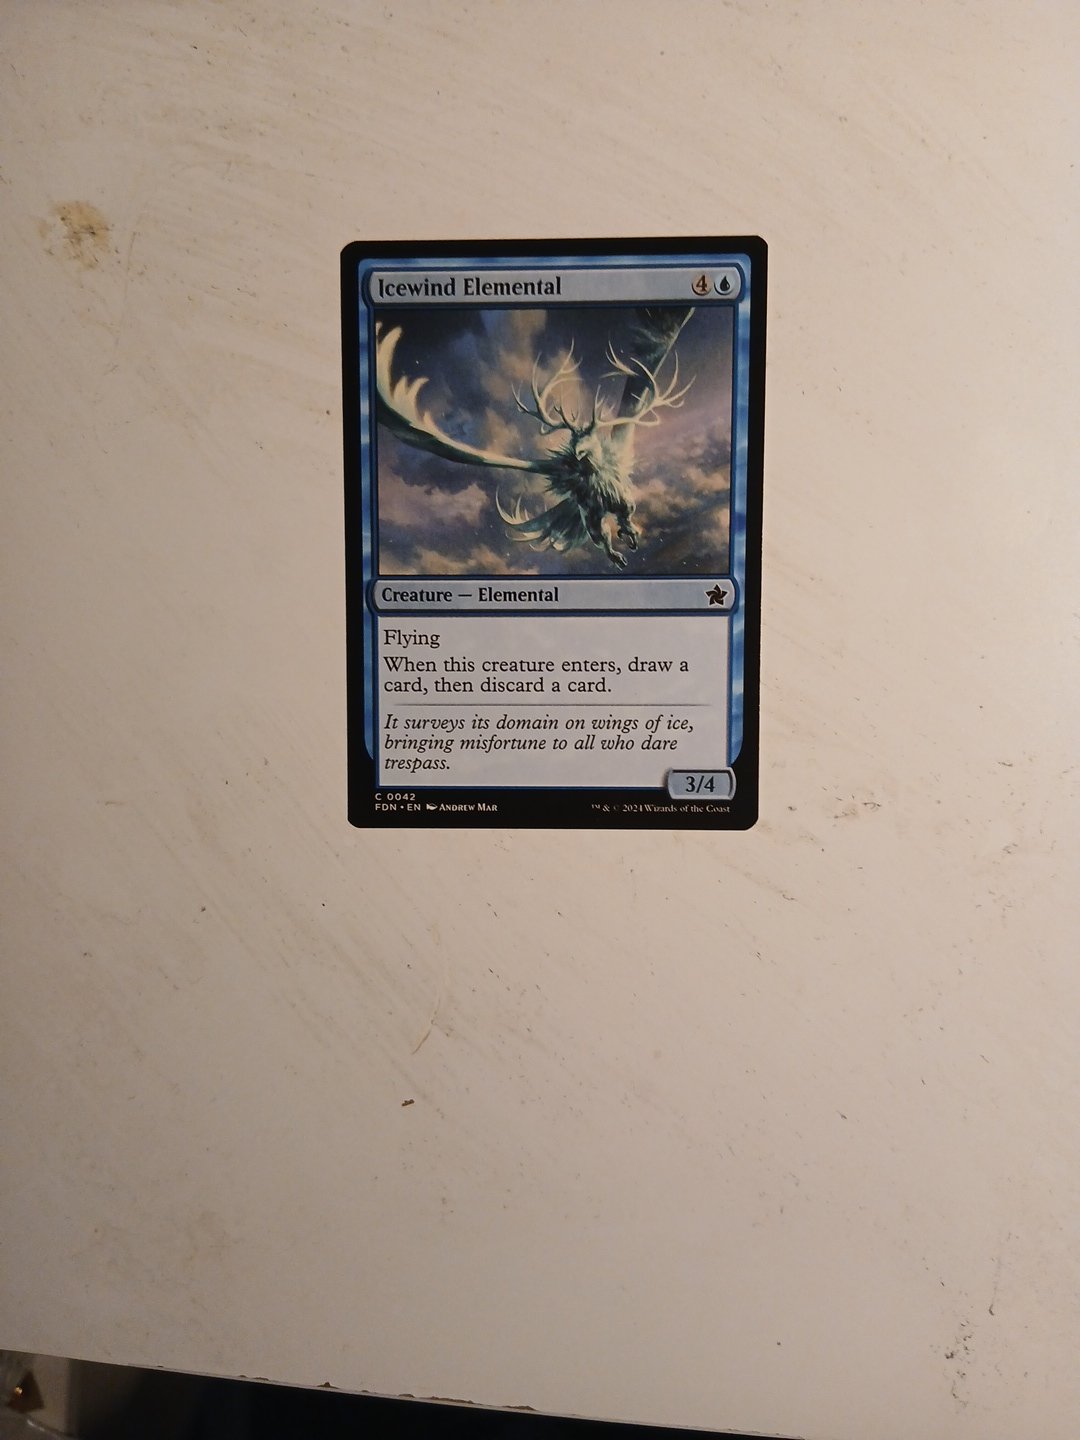 Icewind Elemental 4
Creature — Elemental
Flying
When this creature enters, draw a
card, then discard a card.
It surveys its domain on wings of ice,
bringing misfortune to all who dare
trespass.
3/4
C 0042
FDN • EN Andrew Mar ™ & © 2024 Wizards of the Coast